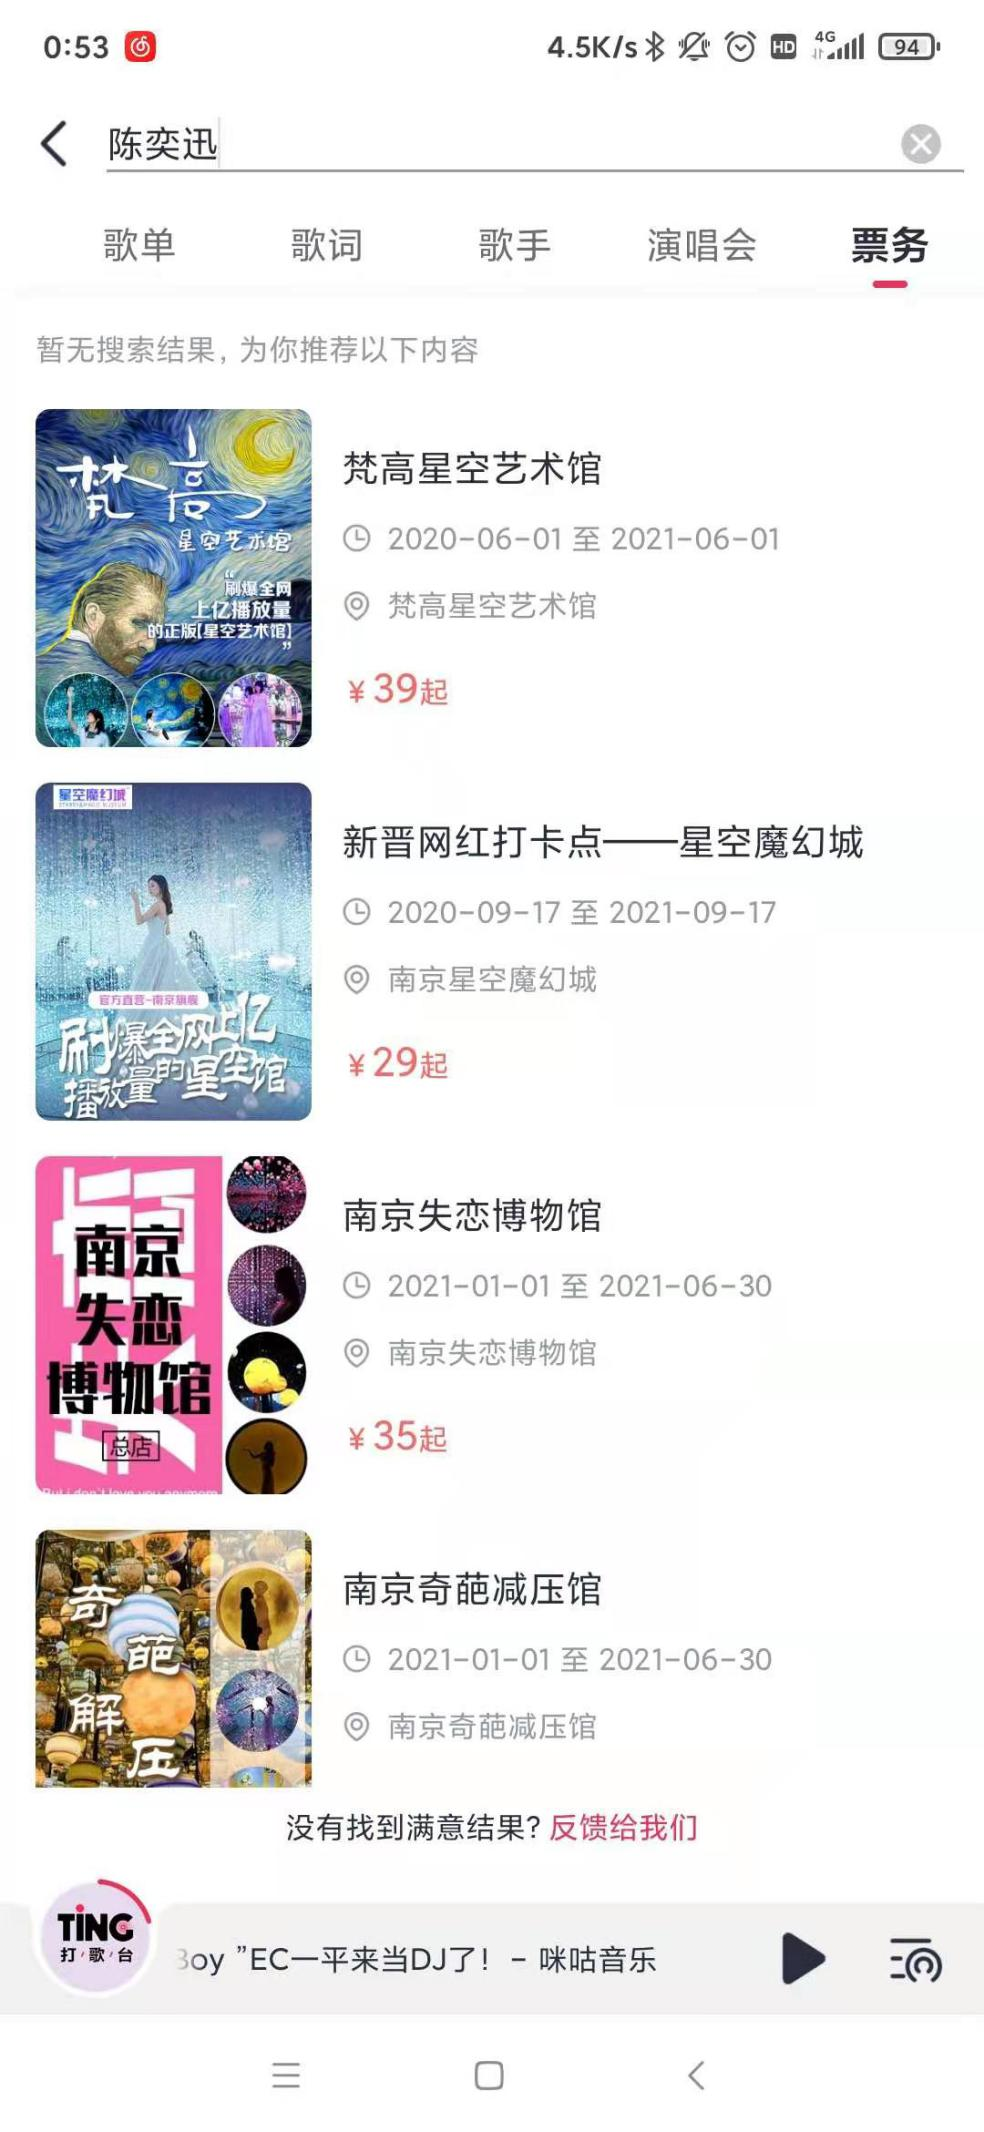 0:53 4.5K/s HD 4G 94
陈奕迅
歌单 歌词 歌手 演唱会 票务
暂无搜索结果，为你推荐以下内容
梵高
星空艺术馆
“刷爆全网
上亿播放量
的正版[星空艺术馆]”
梵高星空艺术馆
2020-06-01 至 2021-06-01
梵高星空艺术馆
¥39起
星空魔幻城
官方直营-南京旗舰
刷爆全网上亿
播放量的星空馆
新晋网红打卡点——星空魔幻城
2020-09-17 至 2021-09-17
南京星空魔幻城
¥29起
南京
失恋
博物馆
总店
But i don't love you anymore
南京失恋博物馆
2021-01-01 至 2021-06-30
南京失恋博物馆
¥35起
奇葩解压
南京奇葩减压馆
2021-01-01 至 2021-06-30
南京奇葩减压馆
没有找到满意结果? 反馈给我们
TING
打·歌·台
Boy ”EC一平来当DJ了! - 咪咕音乐